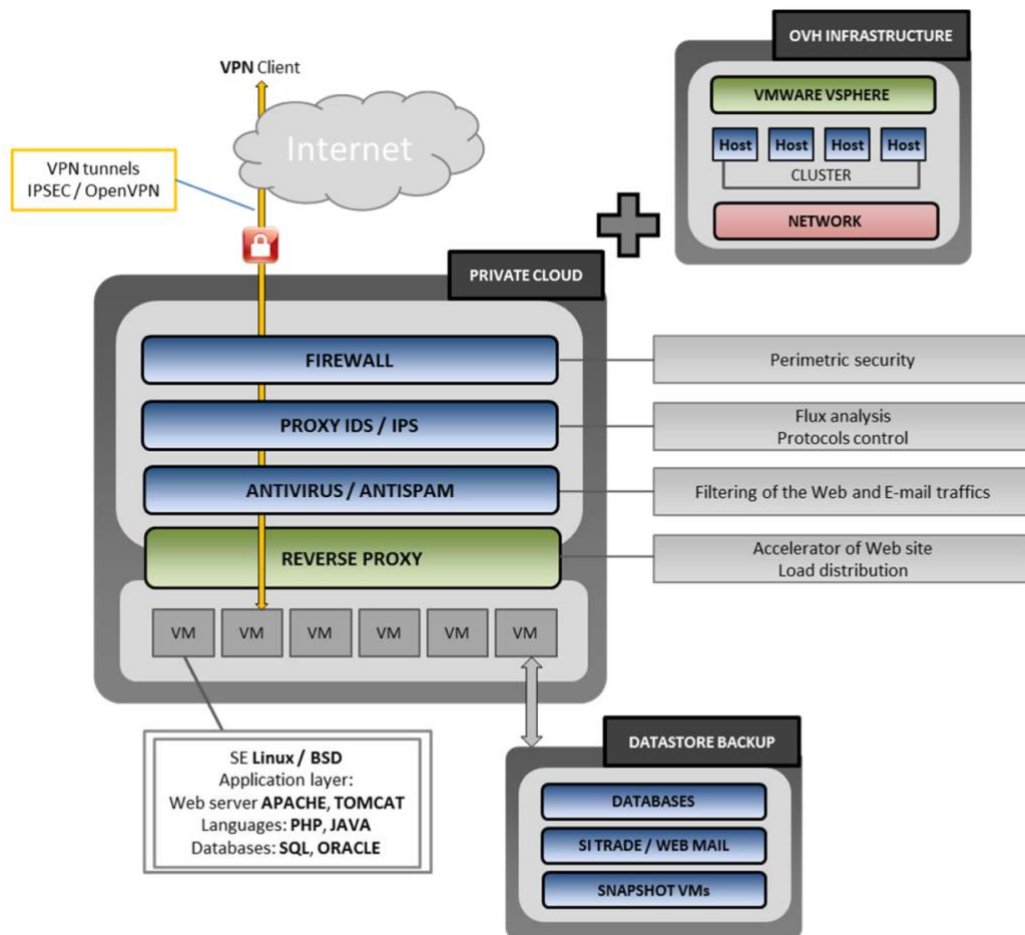 OVH INFRASTRUCTURE
VMWARE VSPHERE
Host Host Host Host
CLUSTER
NETWORK
VPN Client
Internet
VPN tunnels
IPSEC / OpenVPN
PRIVATE CLOUD
FIREWALL
Perimetric security
PROXY IDS / IPS
Flux analysis
Protocols control
ANTIVIRUS / ANTISPAM
Filtering of the Web and E-mail traffics
REVERSE PROXY
Accelerator of Web site
Load distribution
VM VM VM VM VM VM
SE Linux / BSD
Application layer:
Web server APACHE, TOMCAT
Languages: PHP, JAVA
Databases: SQL, ORACLE
DATASTORE BACKUP
DATABASES
SI TRADE / WEB MAIL
SNAPSHOT VMs